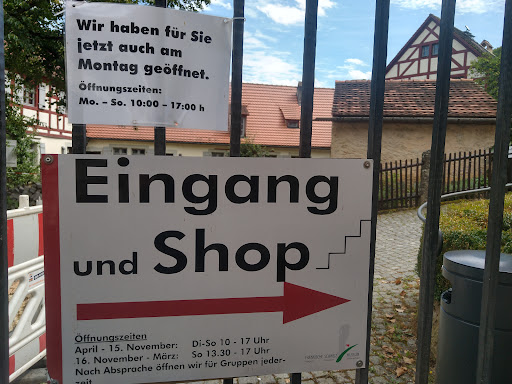 Wir haben für Sie
jetzt auch am
Montag geöffnet.
Öffnungszeiten:
Mo. – So. 10:00 – 17:00 h
Eingang
und Shop
Öffnungszeiten
April - 15. November: Di-So 10 - 17 Uhr
16. November - März: So 13.30 - 17 Uhr
Nach Absprache öffnen wir für Gruppen jeder-
zeit